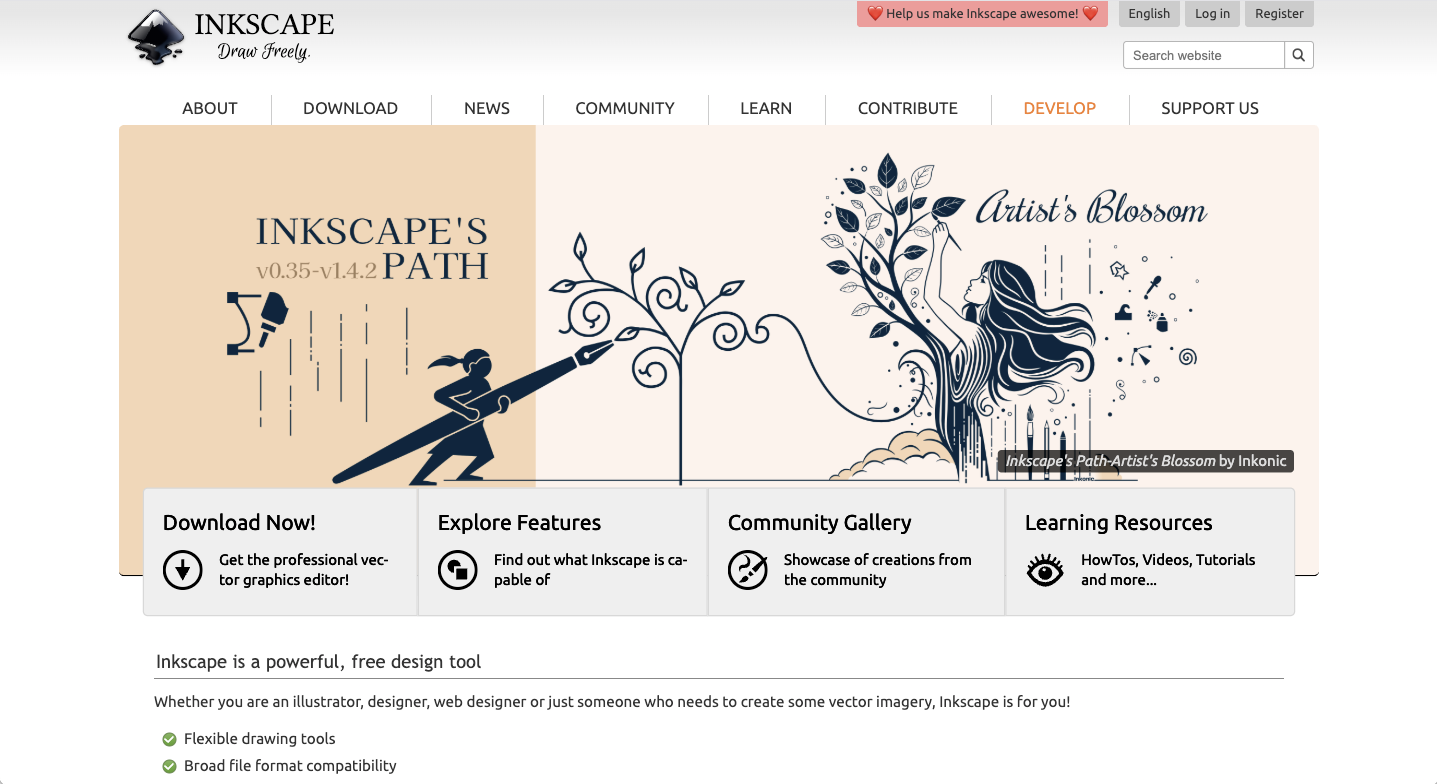 INKSCAPE
Draw Freely.
❤️ Help us make Inkscape awesome! ❤️
English
Log in
Register
Search website
ABOUT
DOWNLOAD
NEWS
COMMUNITY
LEARN
CONTRIBUTE
DEVELOP
SUPPORT US
INKSCAPE'S
v0.35-v1.4.2 PATH
Artist's Blossom
Inkscape's Path-Artist's Blossom by Inkonic
Inkonic
Download Now!
Get the professional vec-
tor graphics editor!
Explore Features
Find out what Inkscape is ca-
pable of
Community Gallery
Showcase of creations from
the community
Learning Resources
HowTos, Videos, Tutorials
and more...
Inkscape is a powerful, free design tool
Whether you are an illustrator, designer, web designer or just someone who needs to create some vector imagery, Inkscape is for you!
Flexible drawing tools
Broad file format compatibility